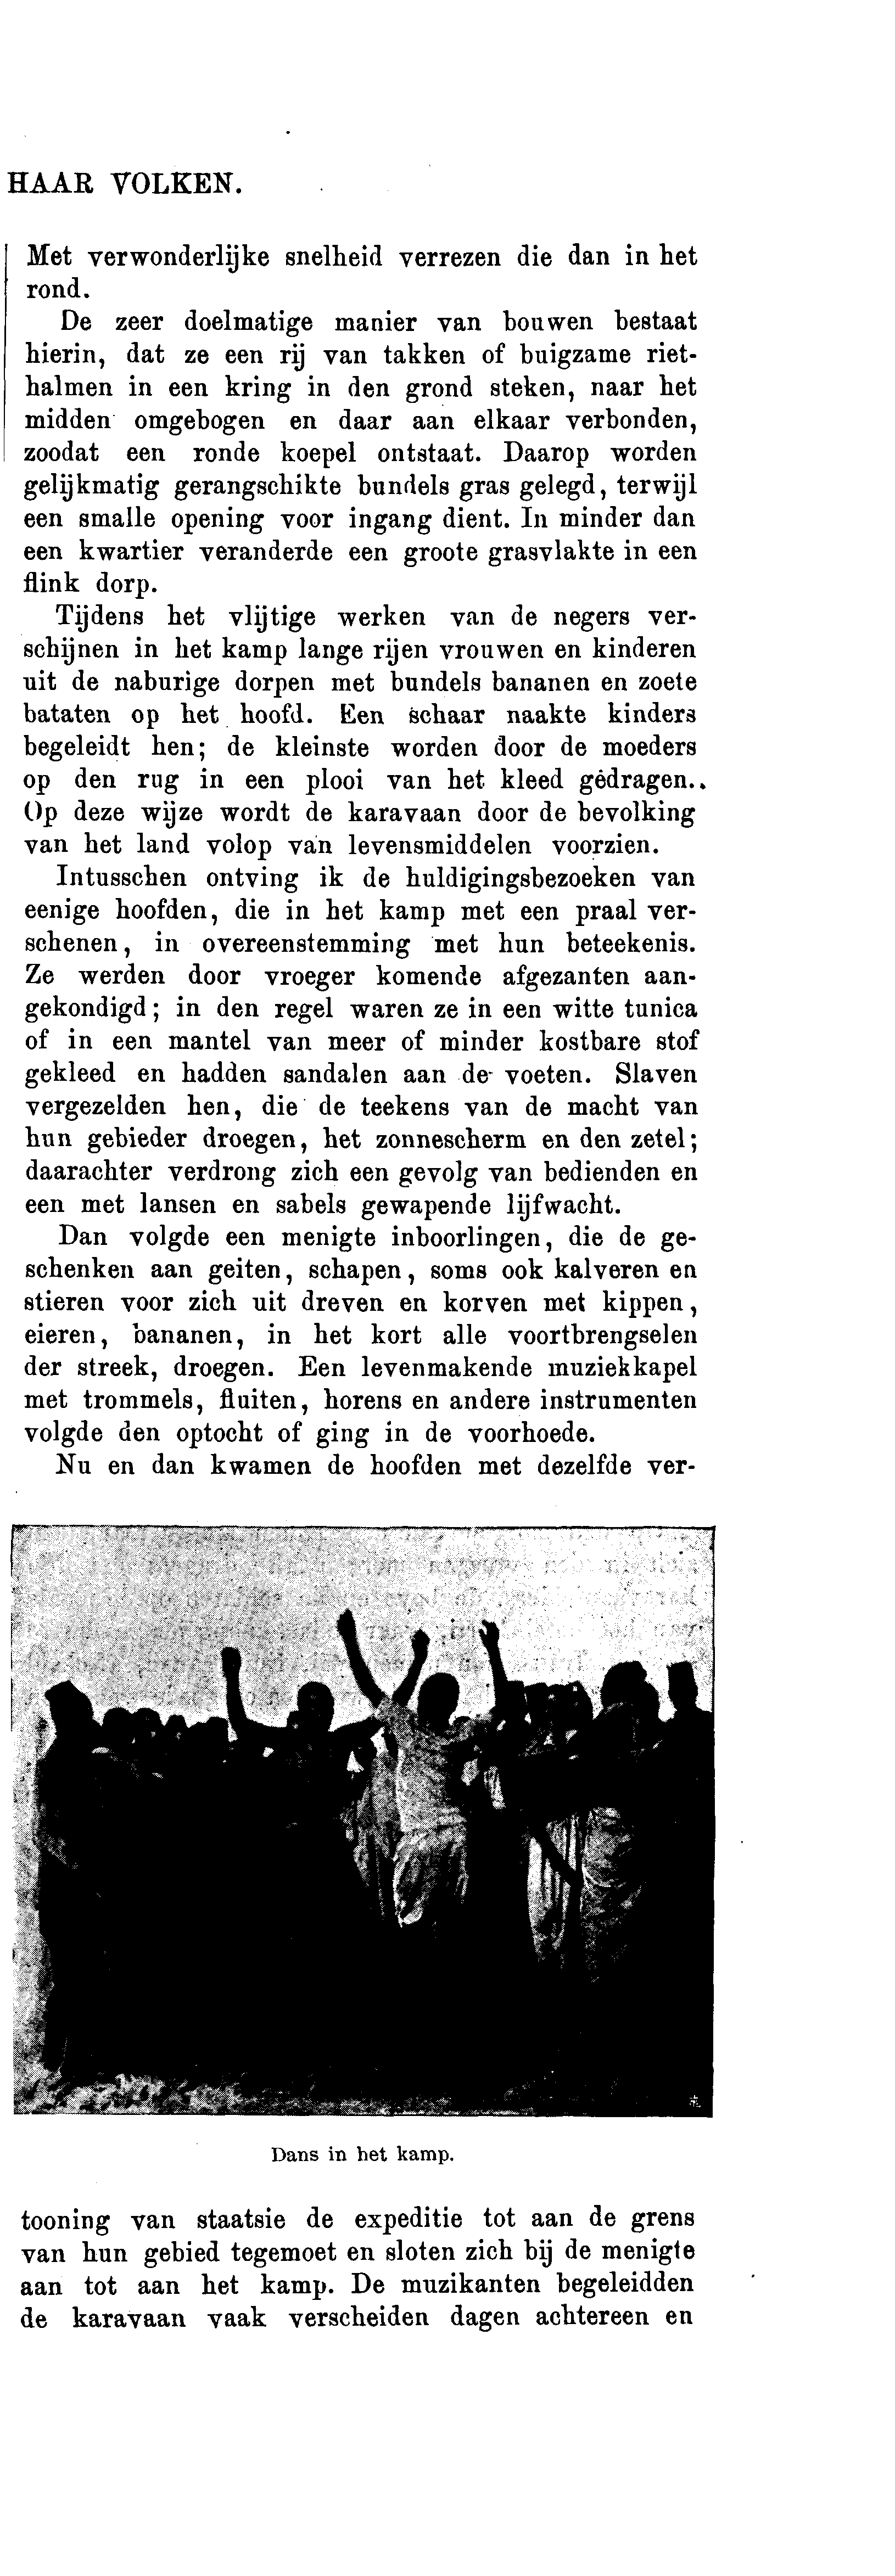 HAAR VOLKEN.
Met verwonderlijke snelheid verrezen die dan in het
rond.
De zeer doelmatige manier van bouwen bestaat
hierin, dat ze een rij van takken of buigzame riet-
halmen in een kring in den grond steken, naar het
midden omgebogen en daar aan elkaar verbonden,
zoodat een ronde koepel ontstaat. Daarop worden
gelijkmatig gerangschikte bundels gras gelegd, terwijl
een smalle opening voor ingang dient. In minder dan
een kwartier veranderde een groote grasvlakte in een
flink dorp.
Tijdens het vlijtige werken van de negers ver-
schijnen in het kamp lange rijen vrouwen en kinderen
uit de naburige dorpen met bundels bananen en zoete
bataten op het hoofd. Een schaar naakte kinders
begeleidt hen; de kleinste worden door de moeders
op den rug in een plooi van het kleed gedragen.
Op deze wijze wordt de karavaan door de bevolking
van het land volop van levensmiddelen voorzien.
Intusschen ontving ik de huldigingsbezoeken van
eenige hoofden, die in het kamp met een praal ver-
schenen, in overeenstemming met hun beteekenis.
Ze werden door vroeger komende afgezanten aan-
gekondigd; in den regel waren ze in een witte tunica
of in een mantel van meer of minder kostbare stof
gekleed en hadden sandalen aan de voeten. Slaven
vergezelden hen, die de teekens van de macht van
hun gebieder droegen, het zonnescherm en den zetel;
daarachter verdrong zich een gevolg van bedienden en
een met lansen en sabels gewapende lijfwacht.
Dan volgde een menigte inboorlingen, die de ge-
schenken aan geiten, schapen, soms ook kalveren en
stieren voor zich uit dreven en korven met kippen,
eieren, bananen, in het kort alle voortbrengselen
der streek, droegen. Een levenmakende muziekkapel
met trommels, fluiten, horens en andere instrumenten
volgde den optocht of ging in de voorhoede.
Nu en dan kwamen de hoofden met dezelfde ver-
Dans in het kamp.
tooning van staatsie de expeditie tot aan de grens
van hun gebied tegemoet en sloten zich bij de menigte
aan tot aan het kamp. De muzikanten begeleidden
de karavaan vaak verscheiden dagen achtereen en